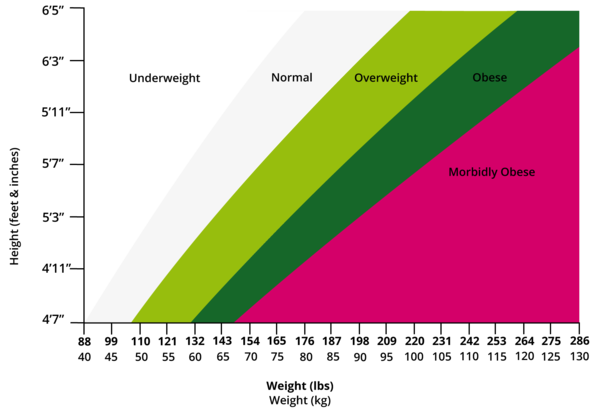 6’5”
6’3”
5’11”
5’7”
5’3”
4’11”
4’7”
Height (feet & inches)
Underweight Normal Overweight Obese
Morbidly Obese
88 99 110 121 132 143 154 165 176 187 198 209 220 231 242 253 264 275 286
40 45 50 55 60 65 70 75 80 85 90 95 100 105 110 115 120 125 130
Weight (lbs)
Weight (kg)